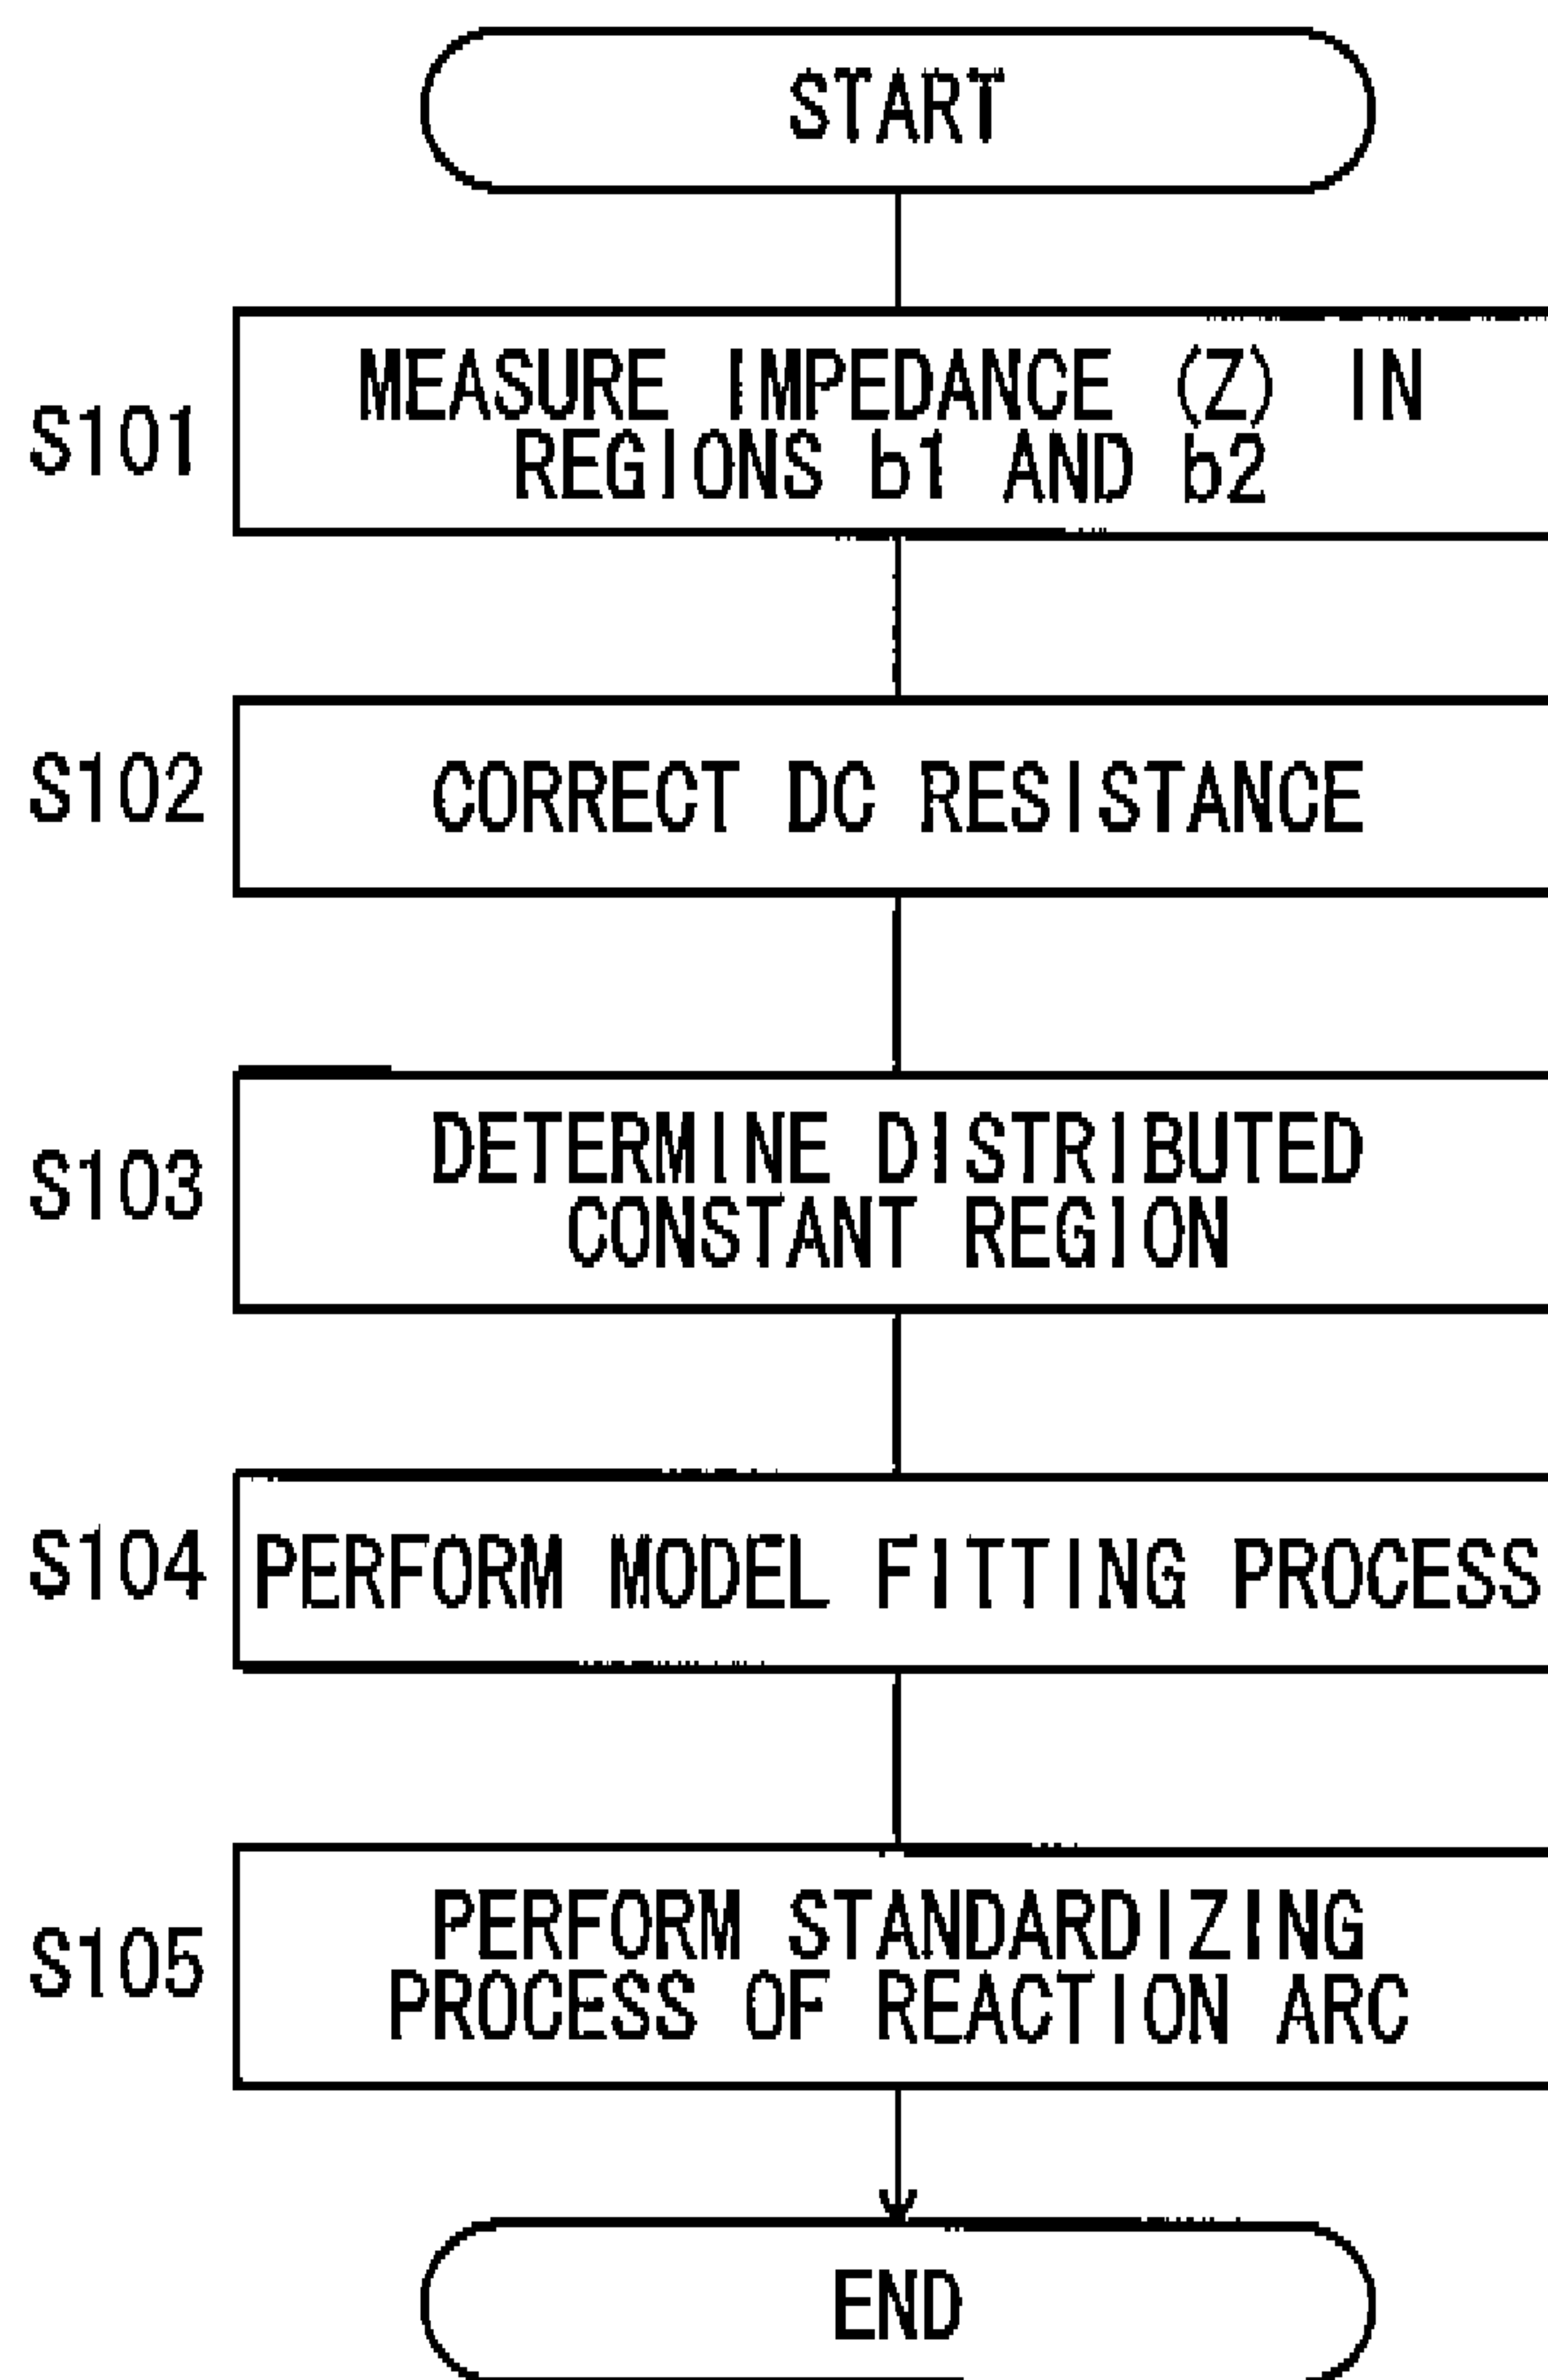 START
S101
MEASURE IMPEDANCE (Z) IN
REGIONS b1 AND b2
S102
CORRECT DC RESISTANCE
S103
DETERMINE DISTRIBUTED
CONSTANT REGION
S104
PERFORM MODEL FITTING PROCESS
S105
PERFORM STANDARDIZING
PROCESS OF REACTION ARC
END